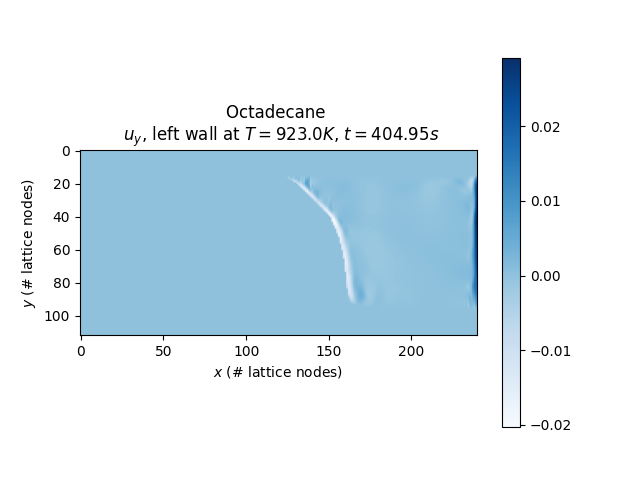 Octadecane
u_y, left wall at T = 923.0K, t = 404.95s
0
20
40
60
80
100
y (# lattice nodes)
0 50 100 150 200
x (# lattice nodes)
0.02
0.01
0.00
−0.01
−0.02